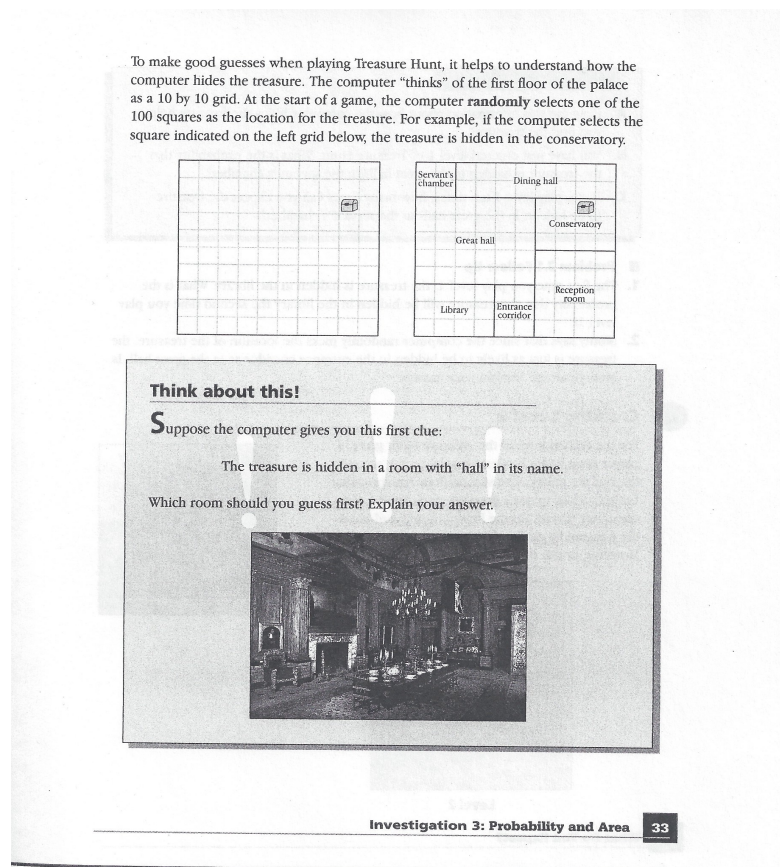 To make good guesses when playing Treasure Hunt, it helps to understand how the
computer hides the treasure. The computer “thinks” of the first floor of the palace
as a 10 by 10 grid. At the start of a game, the computer randomly selects one of the
100 squares as the location for the treasure. For example, if the computer selects the
square indicated on the left grid below, the treasure is hidden in the conservatory.
Servant's
chamber
Dining hall
Conservatory
Great hall
Reception
room
Library
Entrance
corridor
Think about this!
Suppose the computer gives you this first clue:
The treasure is hidden in a room with “hall” in its name.
Which room should you guess first? Explain your answer.
Investigation 3: Probability and Area 33